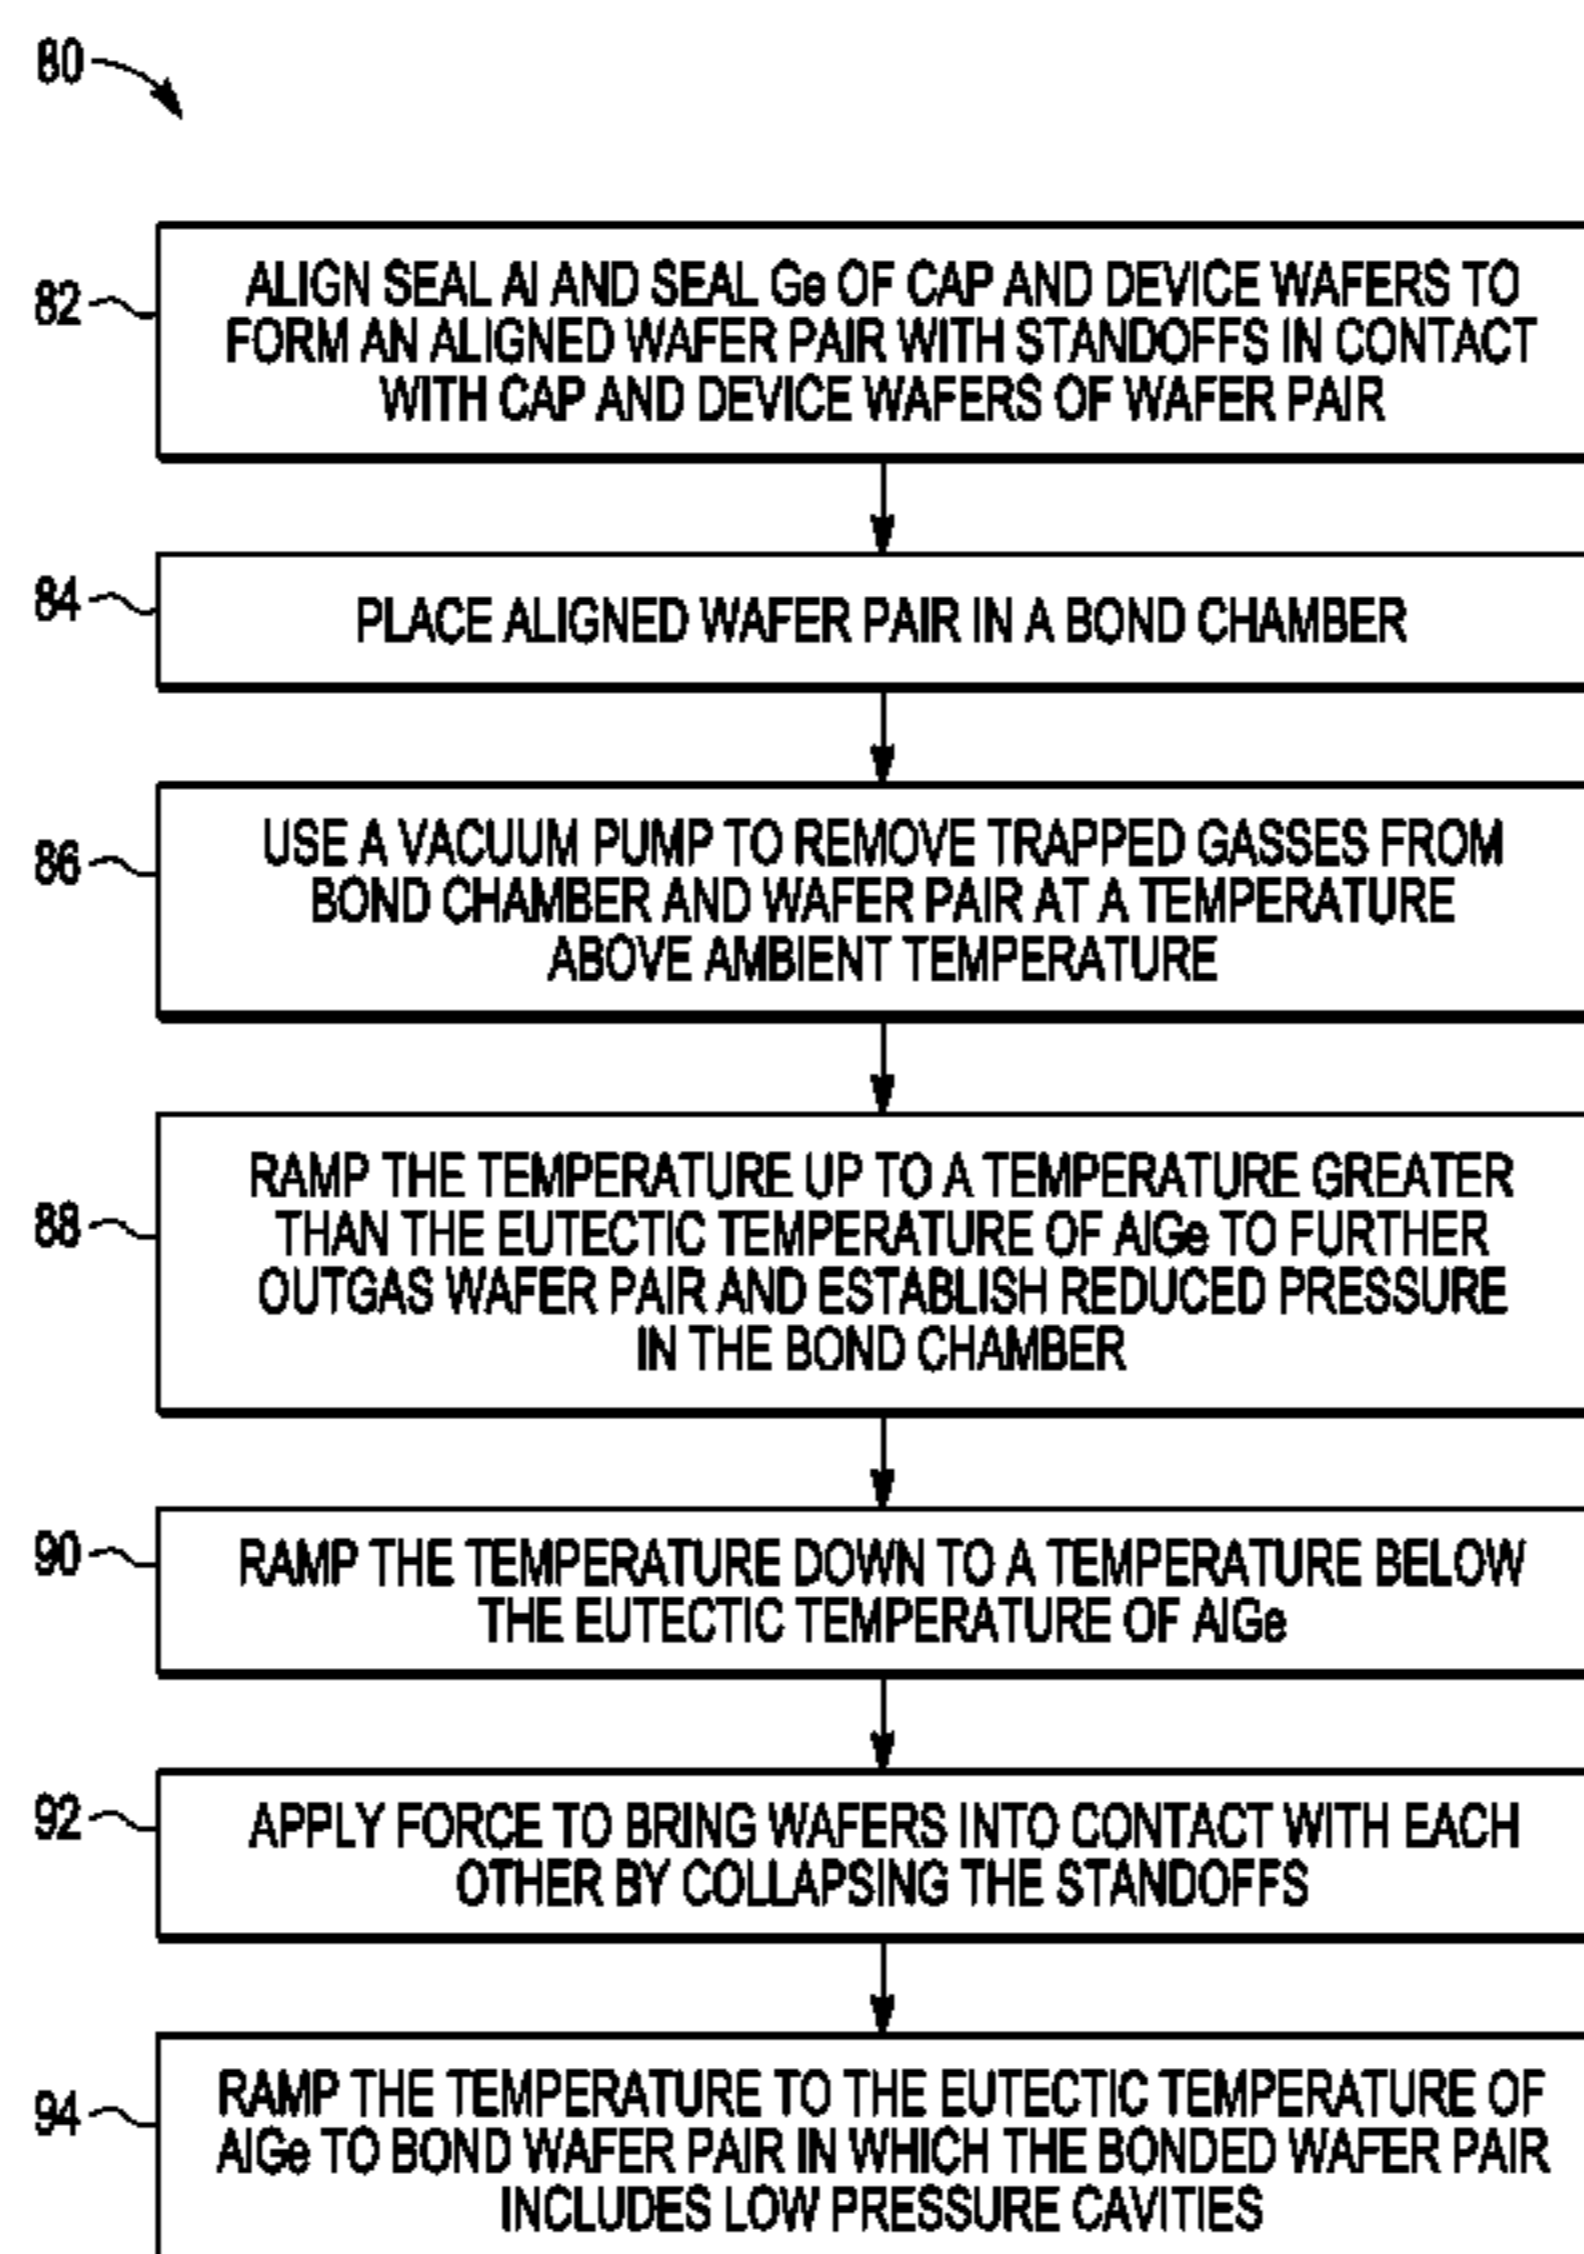 80
82
ALIGN SEAL Al AND SEAL Ge OF CAP AND DEVICE WAFERS TO
FORM AN ALIGNED WAFER PAIR WITH STANDOFFS IN CONTACT
WITH CAP AND DEVICE WAFERS OF WAFER PAIR
84
PLACE ALIGNED WAFER PAIR IN A BOND CHAMBER
86
USE A VACUUM PUMP TO REMOVE TRAPPED GASSES FROM
BOND CHAMBER AND WAFER PAIR AT A TEMPERATURE
ABOVE AMBIENT TEMPERATURE
88
RAMP THE TEMPERATURE UP TO A TEMPERATURE GREATER
THAN THE EUTECTIC TEMPERATURE OF AlGe TO FURTHER
OUTGAS WAFER PAIR AND ESTABLISH REDUCED PRESSURE
IN THE BOND CHAMBER
90
RAMP THE TEMPERATURE DOWN TO A TEMPERATURE BELOW
THE EUTECTIC TEMPERATURE OF AlGe
92
APPLY FORCE TO BRING WAFERS INTO CONTACT WITH EACH
OTHER BY COLLAPSING THE STANDOFFS
94
RAMP THE TEMPERATURE TO THE EUTECTIC TEMPERATURE OF
AlGe TO BOND WAFER PAIR IN WHICH THE BONDED WAFER PAIR
INCLUDES LOW PRESSURE CAVITIES